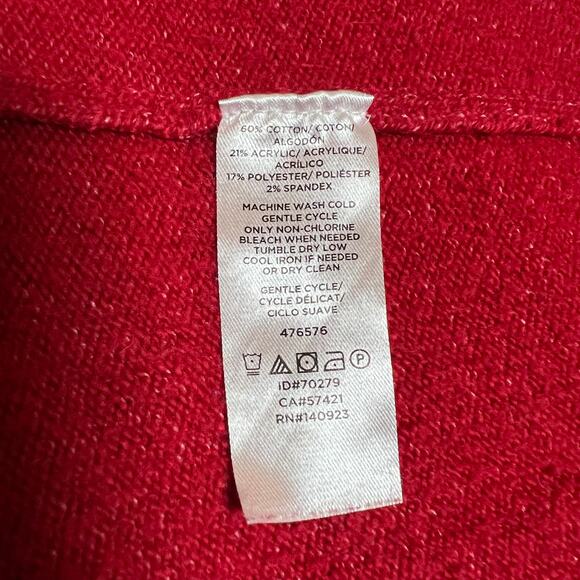 60% COTTON/ COTON/
ALGODÓN
21% ACRYLIC/ ACRYLIQUE/
ACRÍLICO
17% POLYESTER/ POLIÉSTER
2% SPANDEX
MACHINE WASH COLD
GENTLE CYCLE
ONLY NON-CHLORINE
BLEACH WHEN NEEDED
TUMBLE DRY LOW
COOL IRON IF NEEDED
OR DRY CLEAN
GENTLE CYCLE/
CYCLE DÉLICAT/
CICLO SUAVE
476576
P
ID#70279
CA#57421
RN#140923